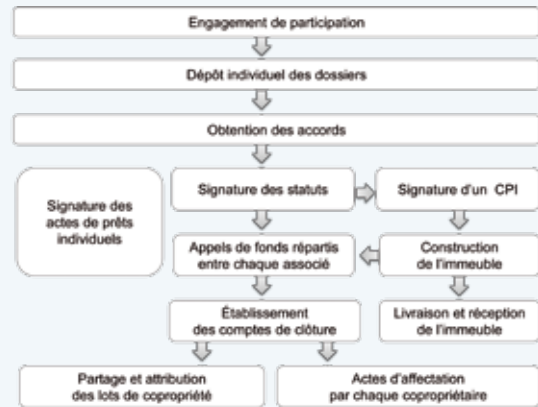 Engagement de participation
Dépôt individuel des dossiers
Obtention des accords
Signature des
actes de prêts
individuels
Signature des statuts
Signature d'un CPI
Appels de fonds répartis
entre chaque associé
Construction
de l'immeuble
Établissement
des comptes de clôture
Livraison et réception
de l'immeuble
Partage et attribution
des lots de copropriété
Actes d'affectation
par chaque copropriétaire